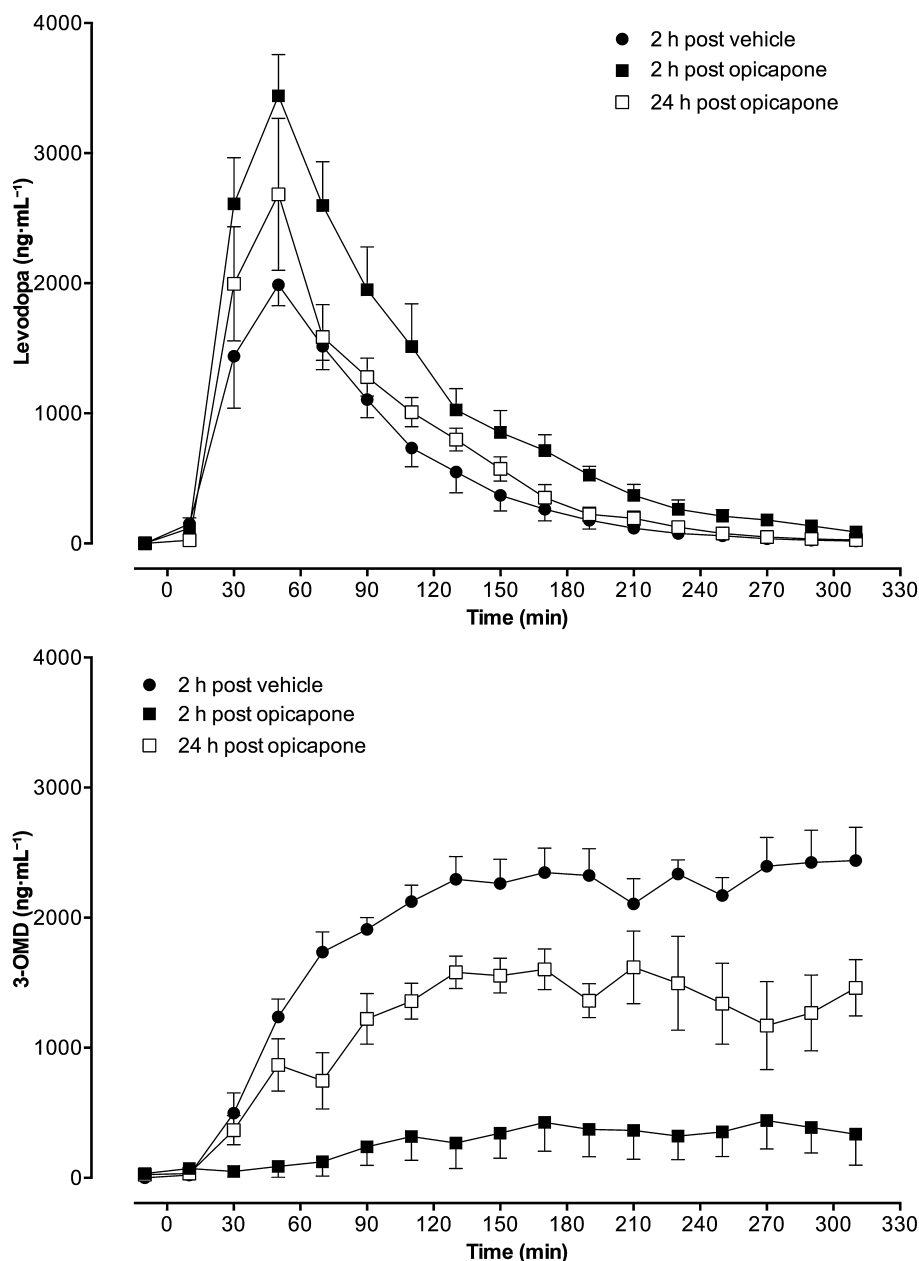 4000
3000
2000
1000
0
Levodopa (ng·mL⁻¹)
2 h post vehicle
2 h post opicapone
24 h post opicapone
0 30 60 90 120 150 180 210 240 270 300 330
Time (min)
4000
3000
2000
1000
0
3-OMD (ng·mL⁻¹)
2 h post vehicle
2 h post opicapone
24 h post opicapone
0 30 60 90 120 150 180 210 240 270 300 330
Time (min)